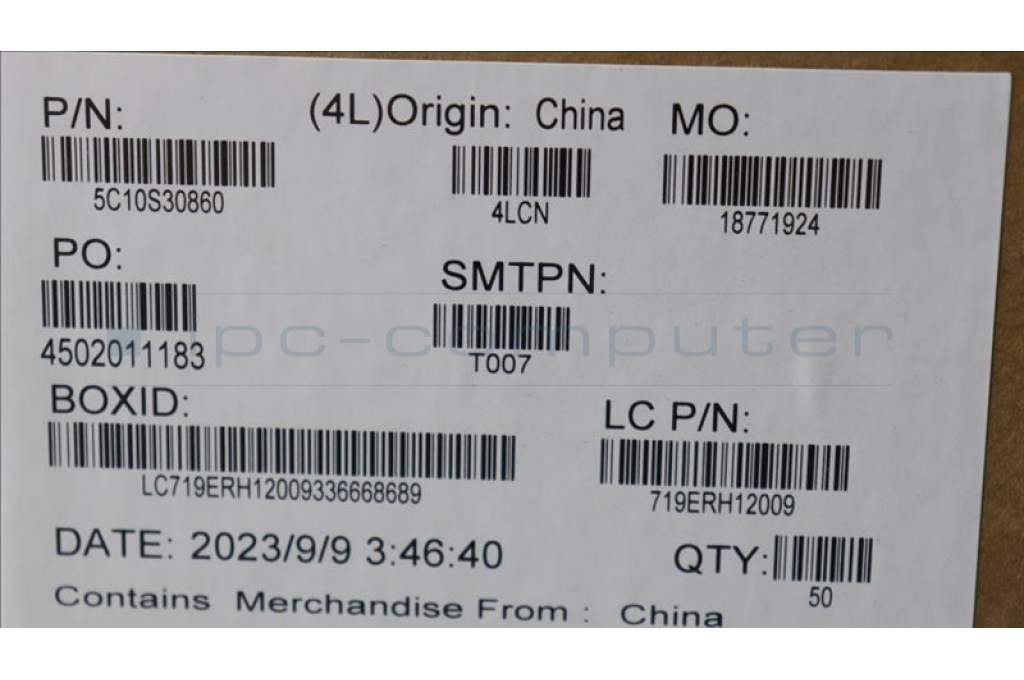 P/N: (4L)Origin: China MO:
5C10S30860 4LCN 18771924
PO: SMTPN:
4502011183 T007
ipc-computer
BOXID: LC P/N:
LC719ERH12009336668689 719ERH12009
DATE: 2023/9/9 3:46:40 QTY:
50
Contains Merchandise From : China